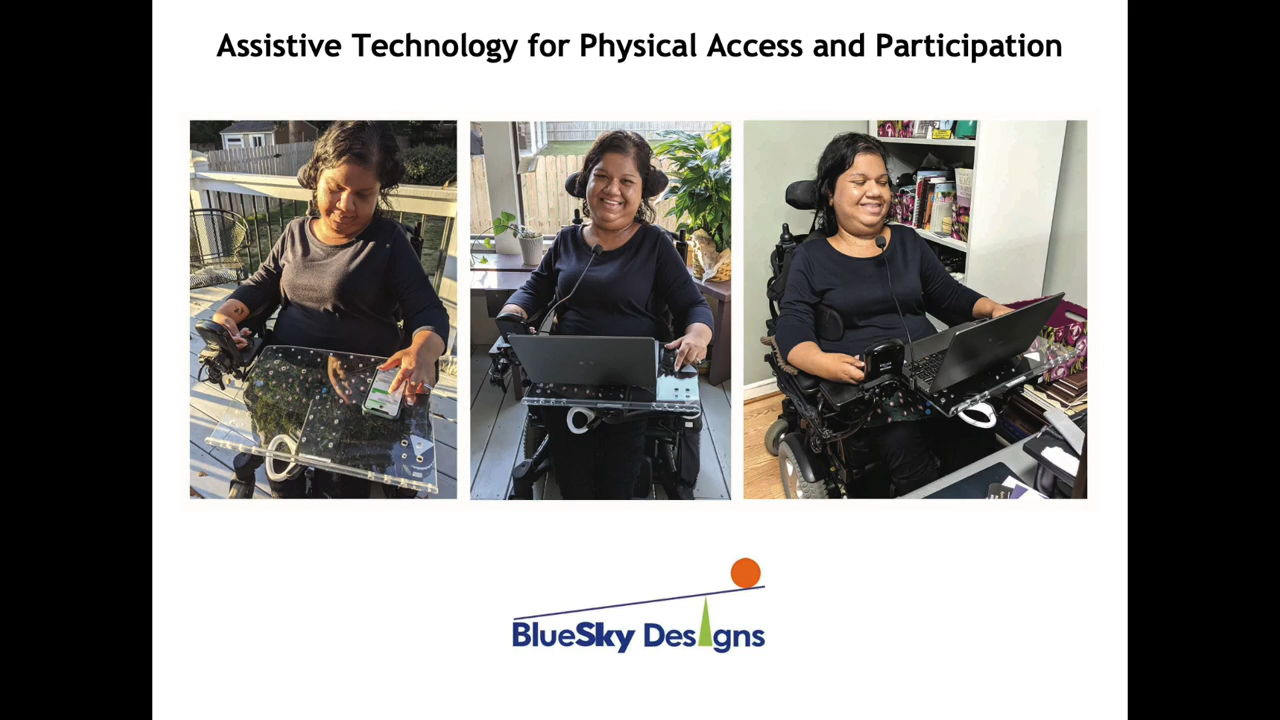 Assistive Technology for Physical Access and Participation
BlueSky Designs